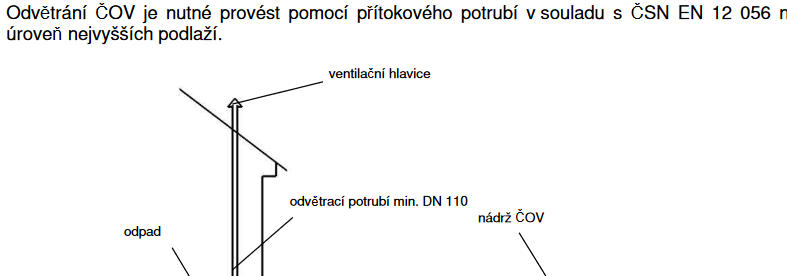 Odvětrání ČOV je nutné provést pomocí přítokového potrubí v souladu s ČSN EN 12 056 n
úroveň nejvyšších podlaží.
ventilační hlavice
odvětrací potrubí min. DN 110
nádrž ČOV
odpad